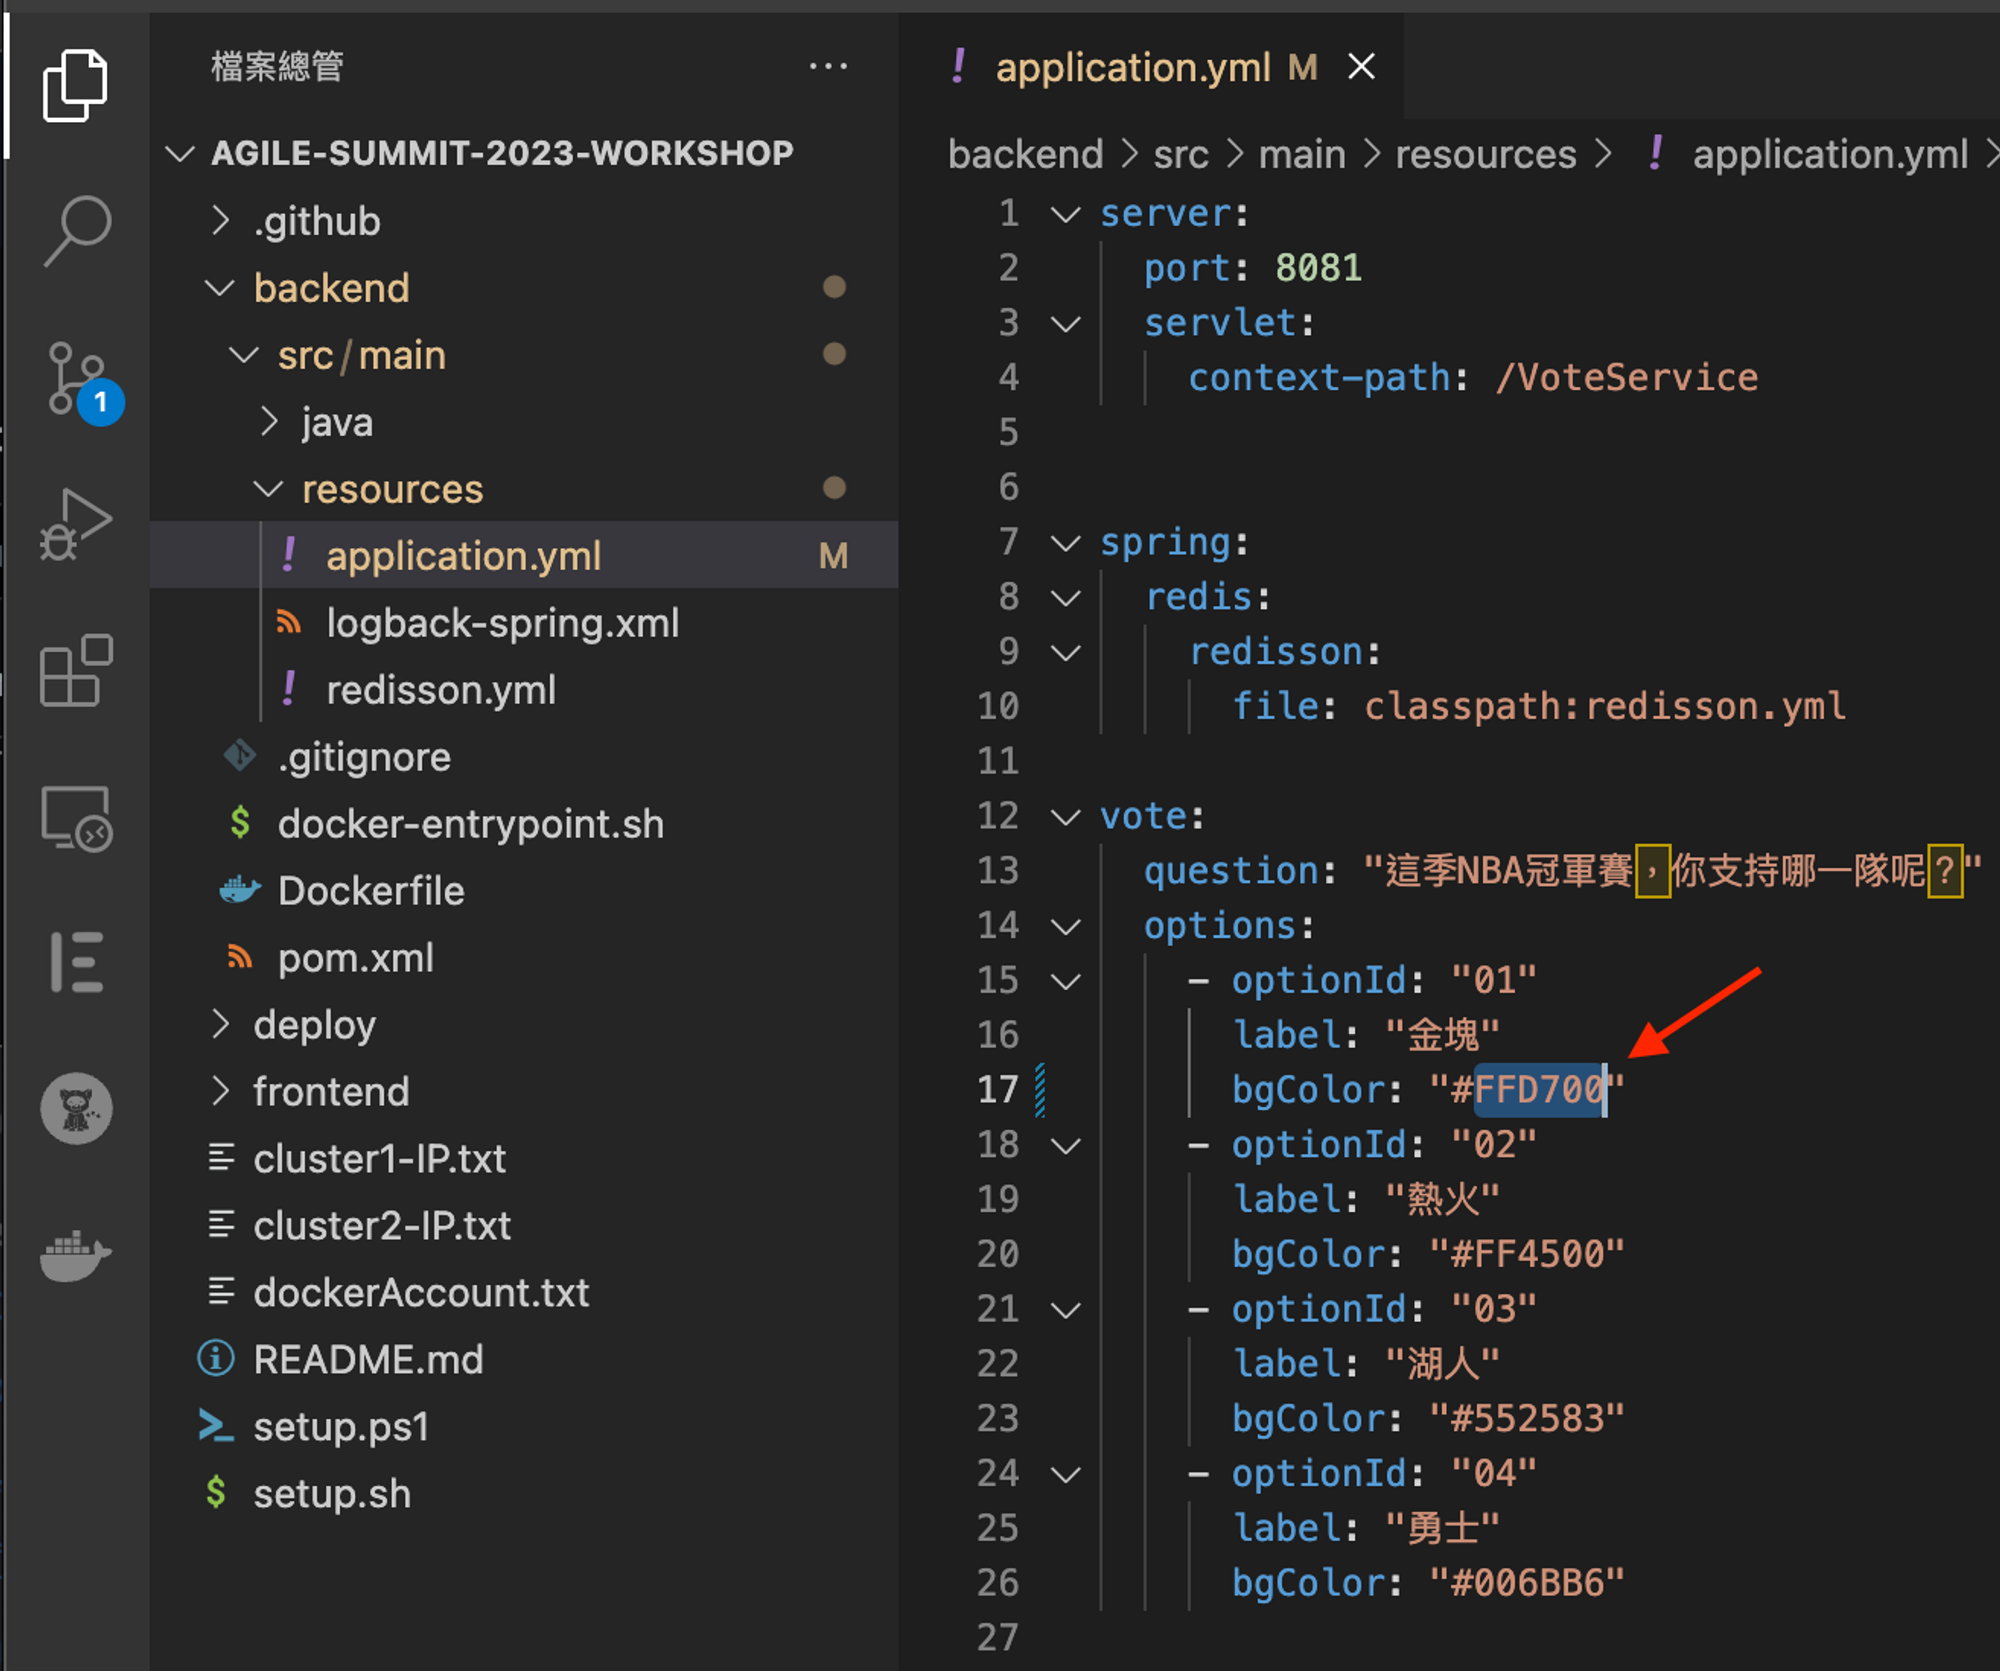 檔案總管 ···
AGILE-SUMMIT-2023-WORKSHOP
.github
backend
src/main
java
resources
! application.yml M
logback-spring.xml
! redisson.yml
.gitignore
$ docker-entrypoint.sh
Dockerfile
pom.xml
deploy
frontend
cluster1-IP.txt
cluster2-IP.txt
dockerAccount.txt
README.md
setup.ps1
$ setup.sh
1
! application.yml M ×
backend > src > main > resources > ! application.yml >
1 server:
2 port: 8081
3 servlet:
4 context-path: /VoteService
5
6
7 spring:
8 redis:
9 redisson:
10 file: classpath:redisson.yml
11
12 vote:
13 question: "這季NBA冠軍賽，你支持哪一隊呢？"
14 options:
15 - optionId: "01"
16 label: "金塊"
17 bgColor: "#FFD700"
18 - optionId: "02"
19 label: "熱火"
20 bgColor: "#FF4500"
21 - optionId: "03"
22 label: "湖人"
23 bgColor: "#552583"
24 - optionId: "04"
25 label: "勇士"
26 bgColor: "#006BB6"
27